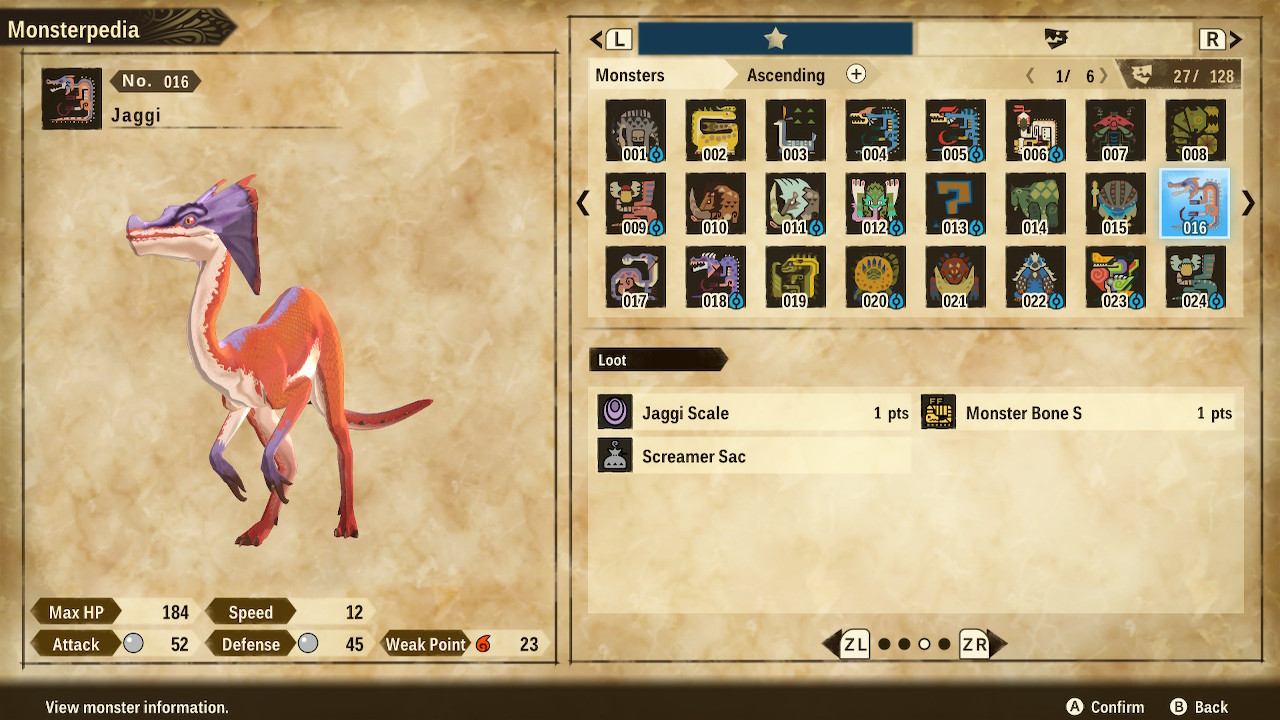 Monsterpedia
No. 016
Jaggi
L
R
Monsters
Ascending
1/ 6
27/ 128
001
002
003
004
005
006
007
008
009
010
011
012
013
014
015
016
017
018
019
020
021
022
023
024
Loot
Jaggi Scale 1 pts
Monster Bone S 1 pts
Screamer Sac
Max HP 184
Speed 12
Attack 52
Defense 45
Weak Point 23
ZL
ZR
View monster information.
A Confirm
B Back